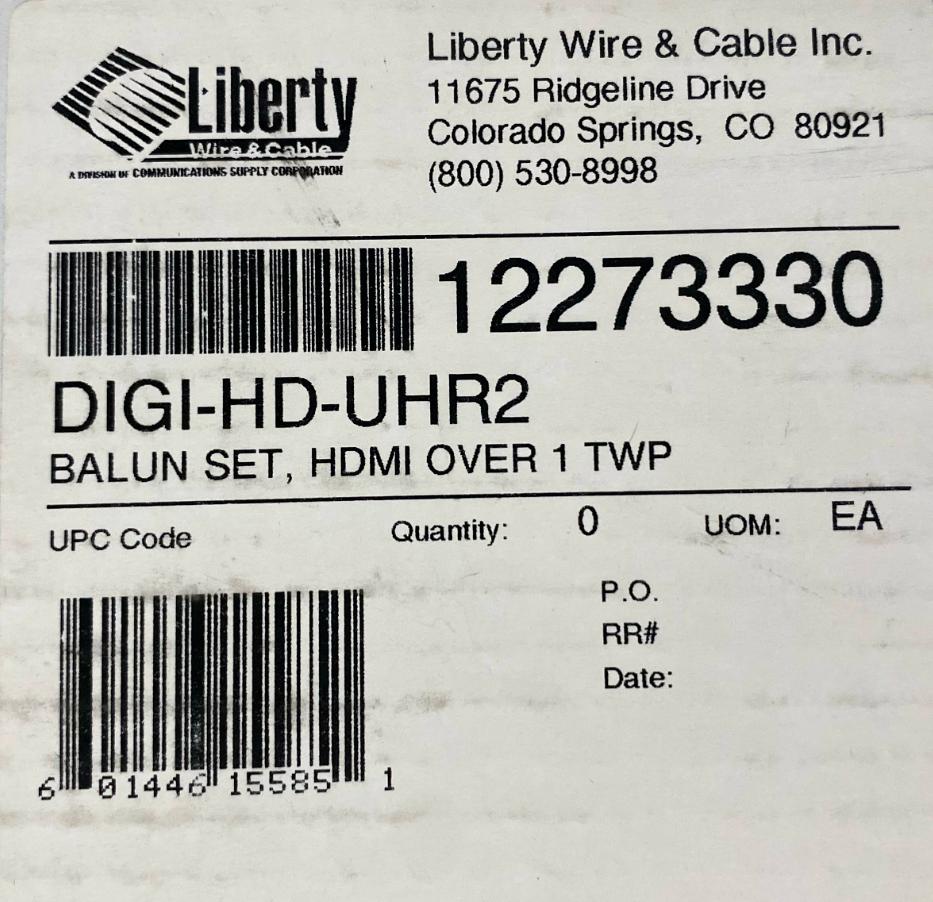 Liberty Wire & Cable Inc.
11675 Ridgeline Drive
Colorado Springs, CO 80921
(800) 530-8998
Liberty
Wire & Cable
A DIVISION OF COMMUNICATIONS SUPPLY CORPORATION
12273330
DIGI-HD-UHR2
BALUN SET, HDMI OVER 1 TWP
UPC Code Quantity: 0 UOM: EA
P.O.
RR#
Date:
6 01446 15585 1